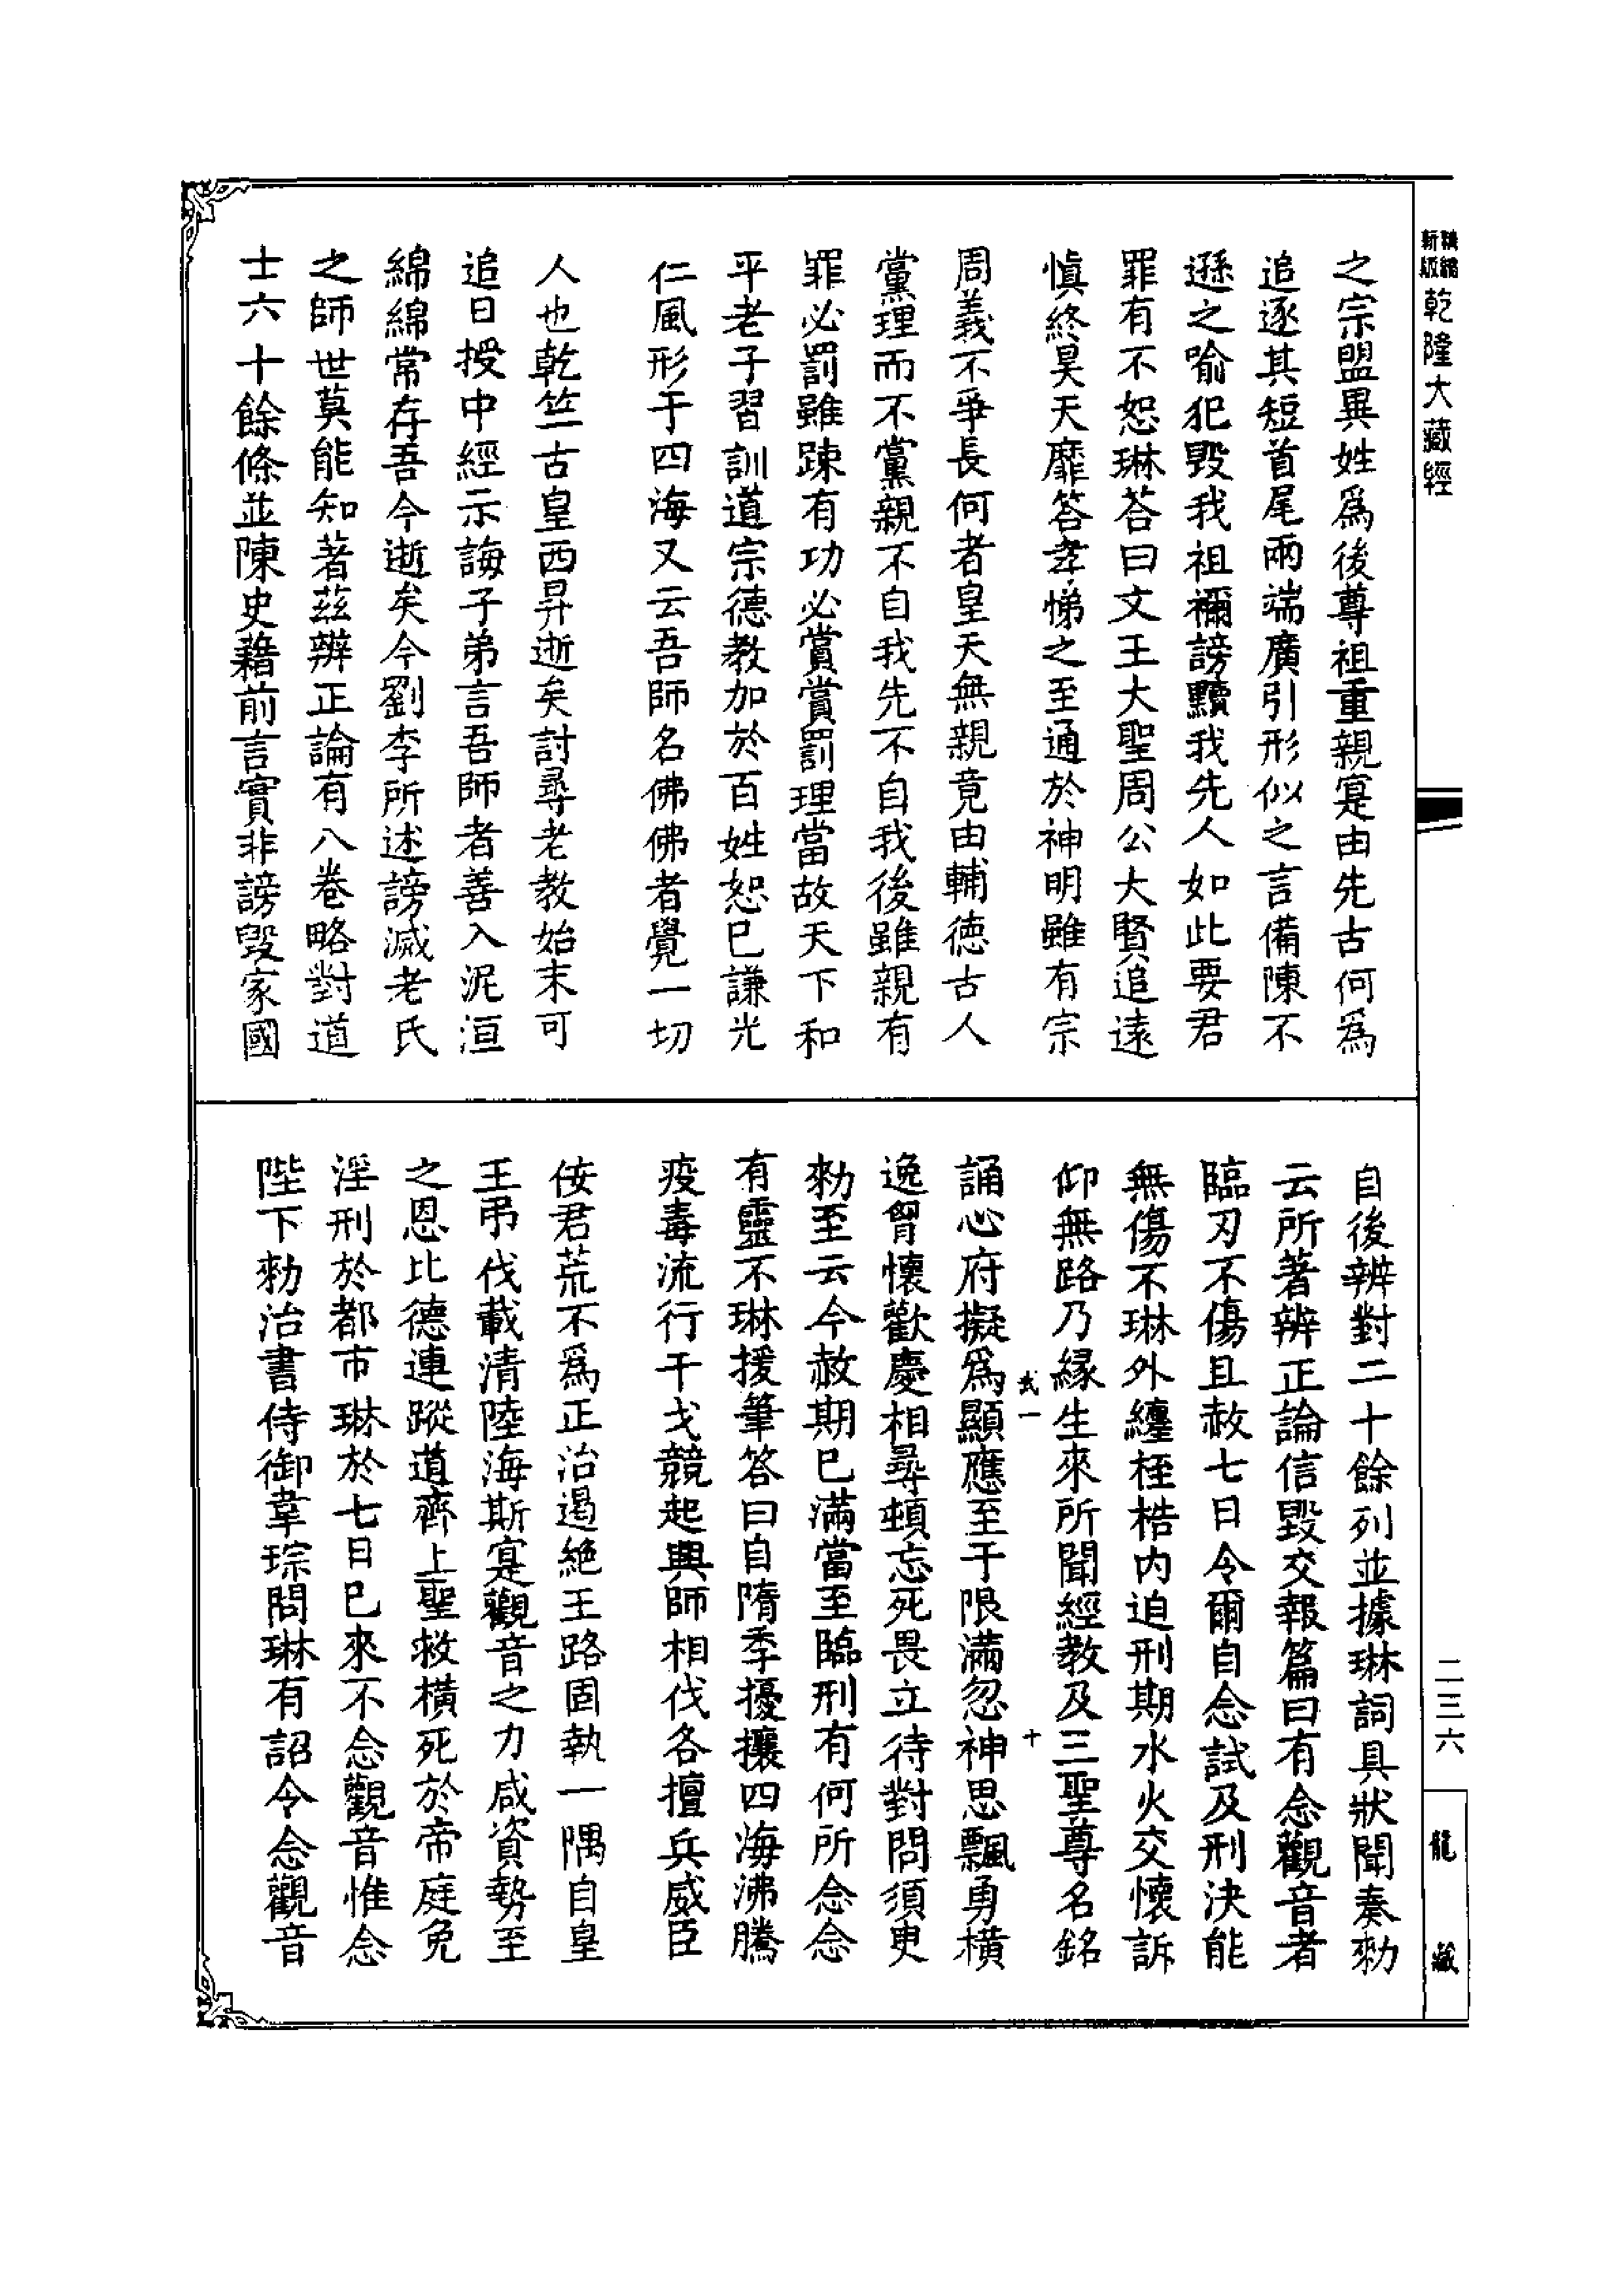 新版精縮乾隆大藏經
之宗盟異姓爲後尊祖重親寔由先古何爲
追逐其短首尾兩端廣引形似之言備陳不
遜之喻犯毀我祖禰謗黷我先人如此要君
罪有不恕琳荅曰文王大聖周公大賢追遠
慎終昊天靡答孝悌之至通於神明雖有宗
周義不爭長何者皇天無親竟由輔德古人
黨理而不黨親不自我先不自我後雖親有
罪必罰雖踈有功必賞賞罰理當故天下和
平老子習訓道宗德教加於百姓恕已謙光
仁風形于四海又云吾師名佛佛者覺一切
人也乾竺古皇西昇逝矣討尋老教始末可
追日授中經示誨子弟言吾師者善入泥洹
綿綿常存吾今逝矣今劉李所述謗滅老氏
之師世莫能知著茲辨正論有八卷略對道
士六十餘條並陳史藉前言實非謗毀家國
自後辨對二十餘列並據琳詞具狀聞奏勑
云所著辨正論信毀交報篇曰有念觀音者
臨刃不傷且赦七日令爾自念試及刑決能
無傷不琳外纏桎梏内迫刑期水火交懷訴
仰無路乃緣生來所聞經教及三聖尊名銘
誦心府擬爲顯應至于限滿忽神思飄勇橫
逸胷懷歡慶相尋頓忘死畏立待對問須臾
勑至云今赦期已滿當至臨刑有何所念念
有靈不琳援筆答曰自隋季擾攘四海沸騰
疫毒流行干戈競起興師相伐各擅兵威臣
佞君荒不爲正治遏絶王路固執一隅自皇
王弔伐載清陸海斯寔觀音之力咸資勢至
之恩比德連蹤道齊上聖救橫死於帝庭免
淫刑於都市琳於七日已來不念觀音惟念
陛下勑治書侍御韋琮問琳有詔令念觀音
十
二三六
龍藏